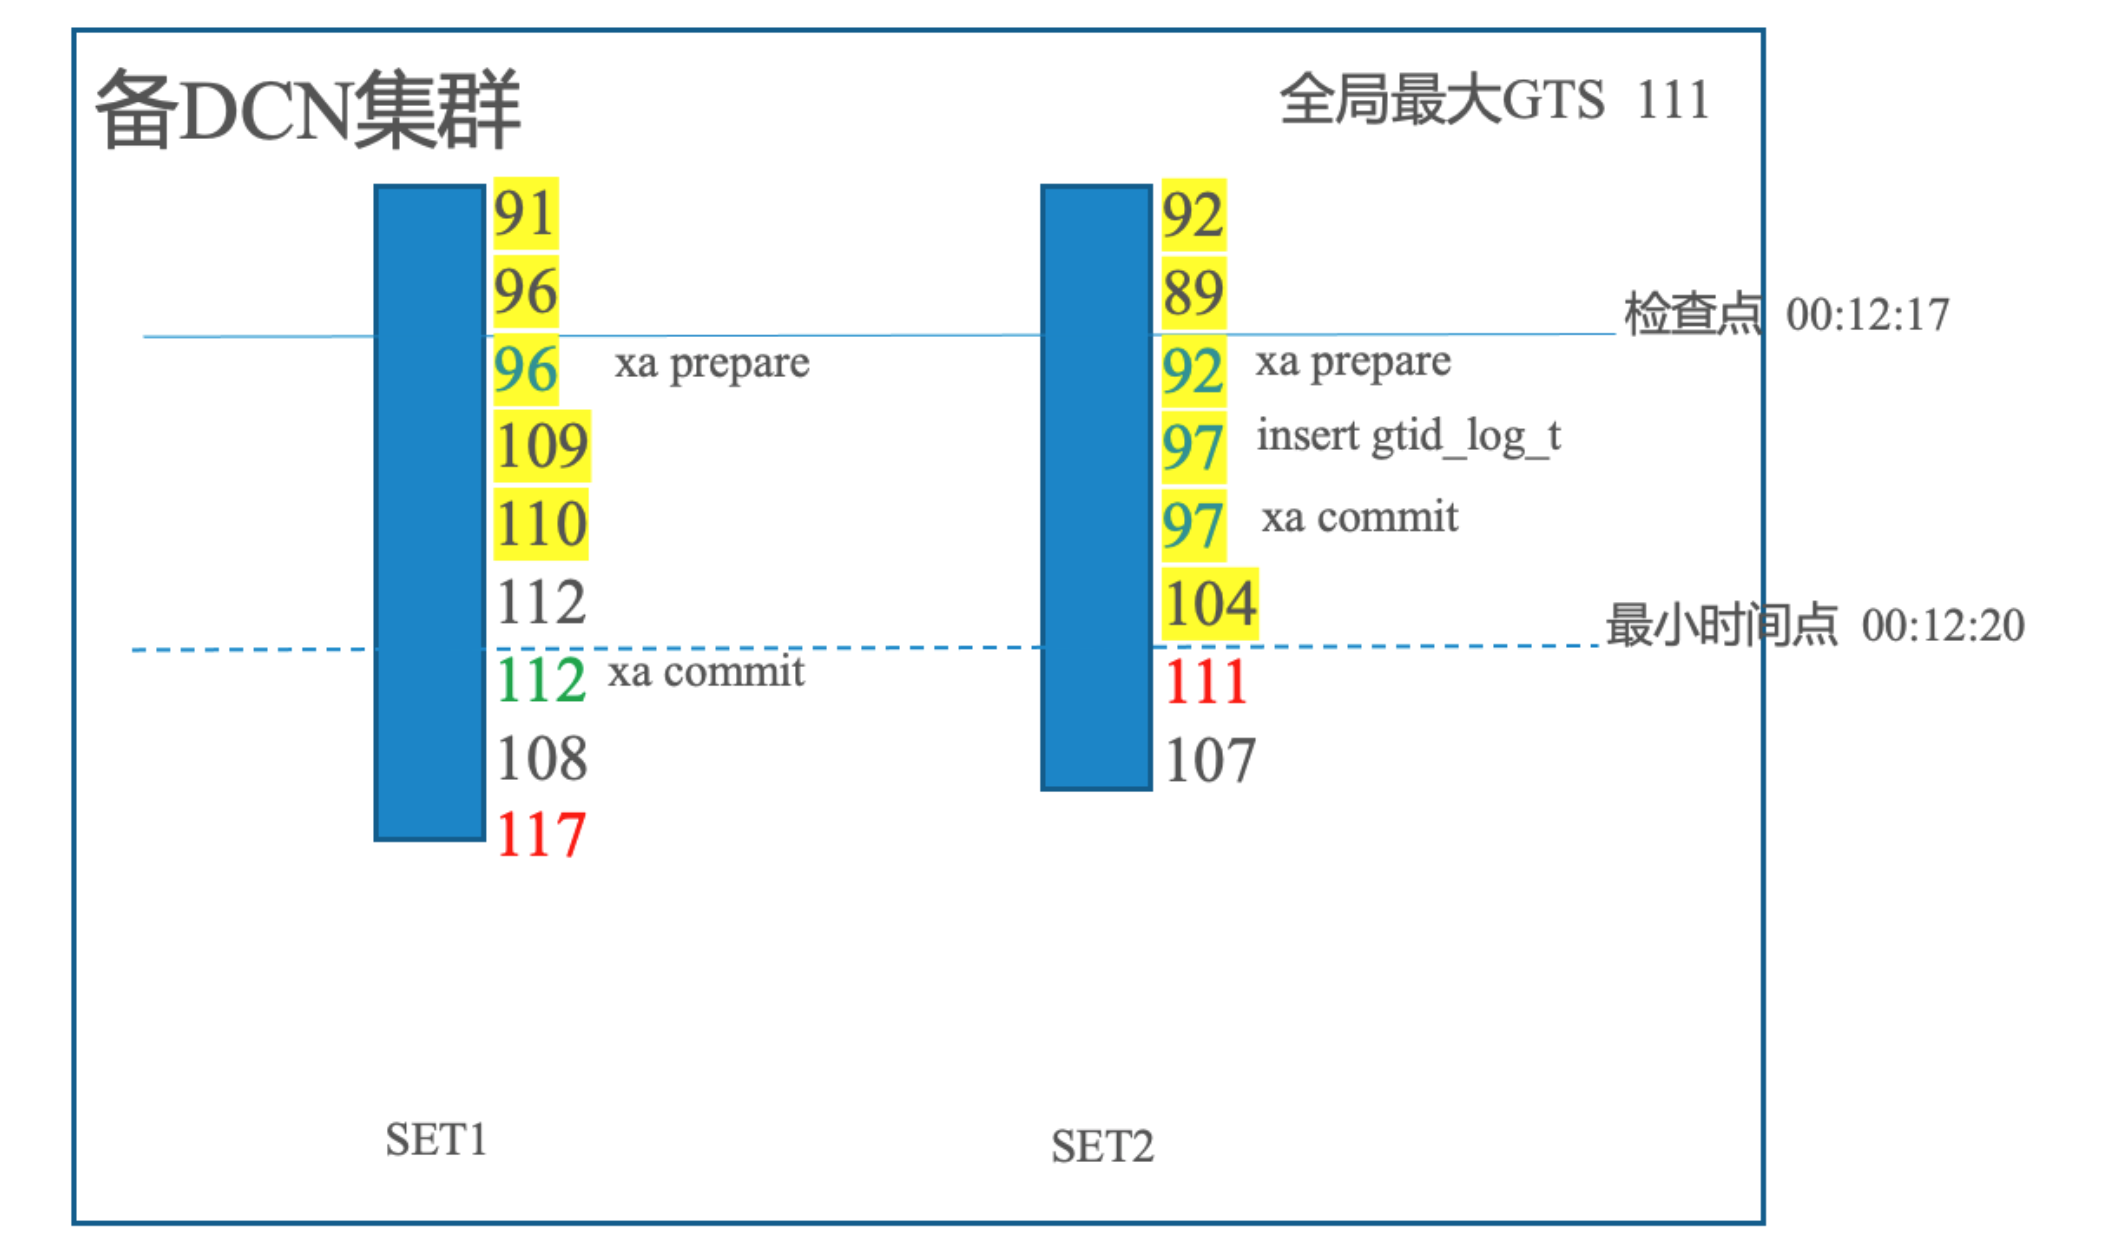 备DCN集群
全局最大GTS 111
91
92
96
89
检查点 00:12:17
96 xa prepare
92 xa prepare
109
97 insert gtid_log_t
110
97 xa commit
112
104
最小时间点 00:12:20
112 xa commit
111
108
107
117
SET1
SET2